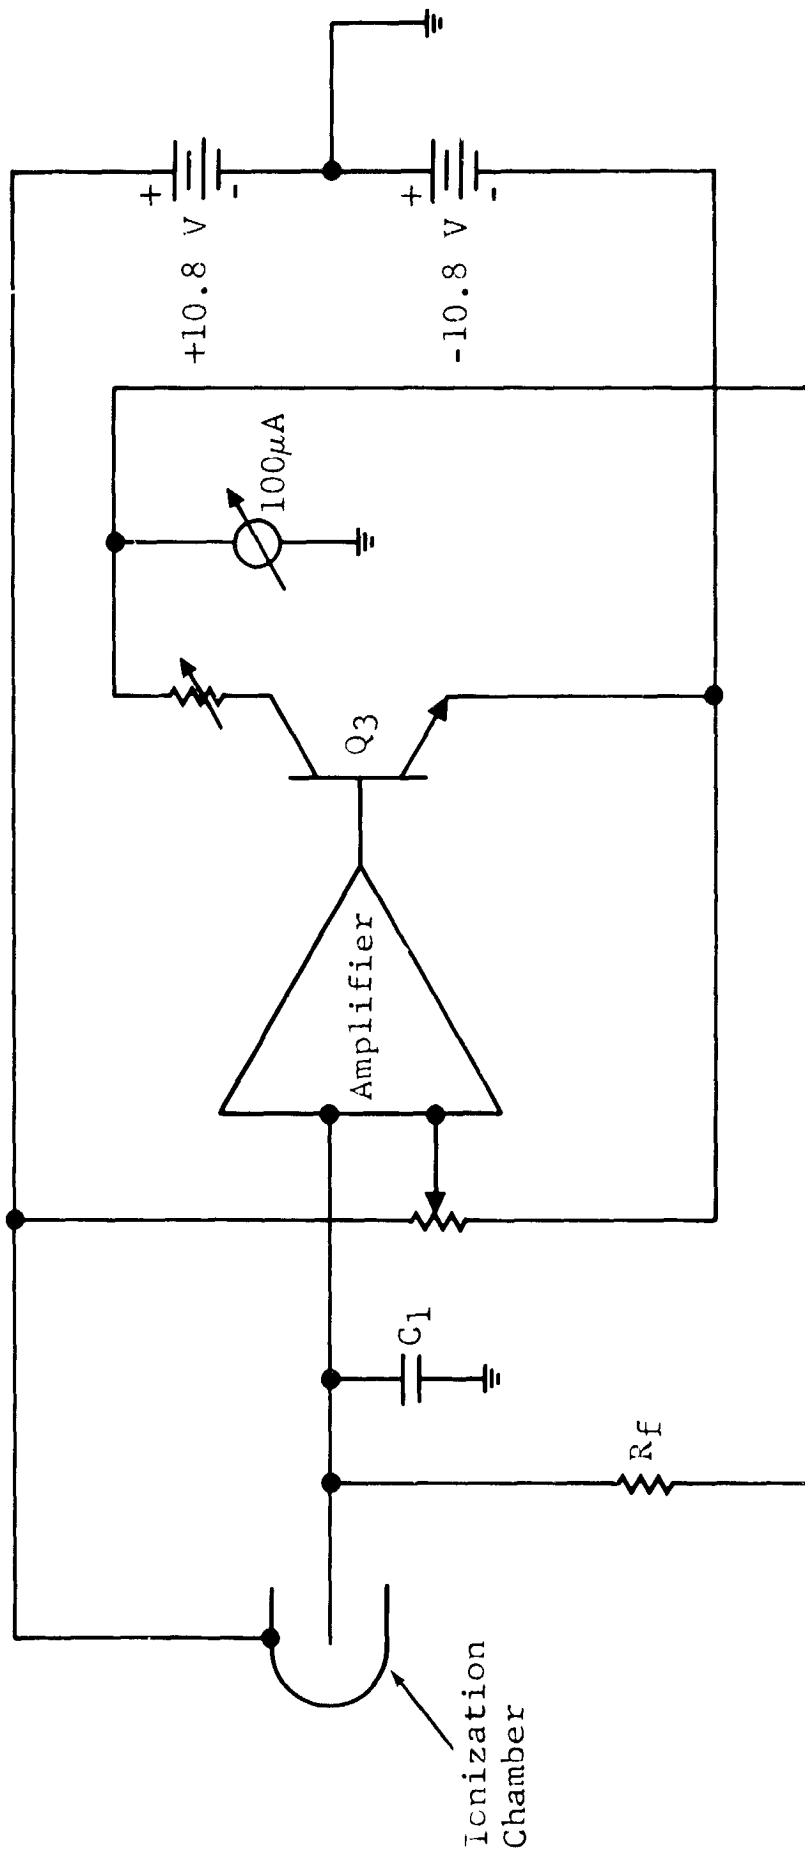 Ionization
Chamber
Rf
C1
Amplifier
Q3
100μA
+10.8 V
+
-
-10.8 V
+
-